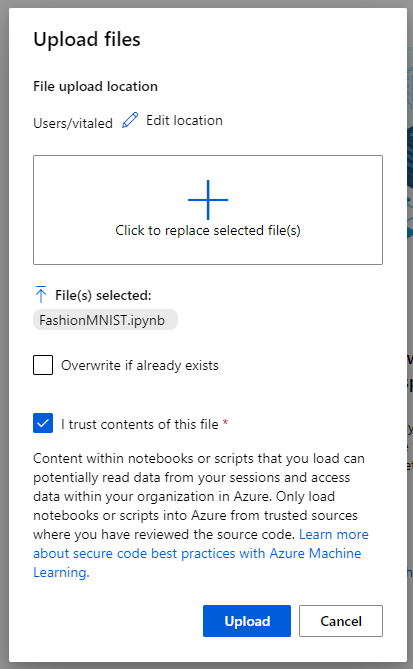 Upload files
File upload location
Users/vitaled Edit location
Click to replace selected file(s)
File(s) selected:
FashionMNIST.ipynb
Overwrite if already exists
I trust contents of this file *
Content within notebooks or scripts that you load can
potentially read data from your sessions and access
data within your organization in Azure. Only load
notebooks or scripts into Azure from trusted sources
where you have reviewed the source code. Learn more
about secure code best practices with Azure Machine
Learning.
Upload Cancel